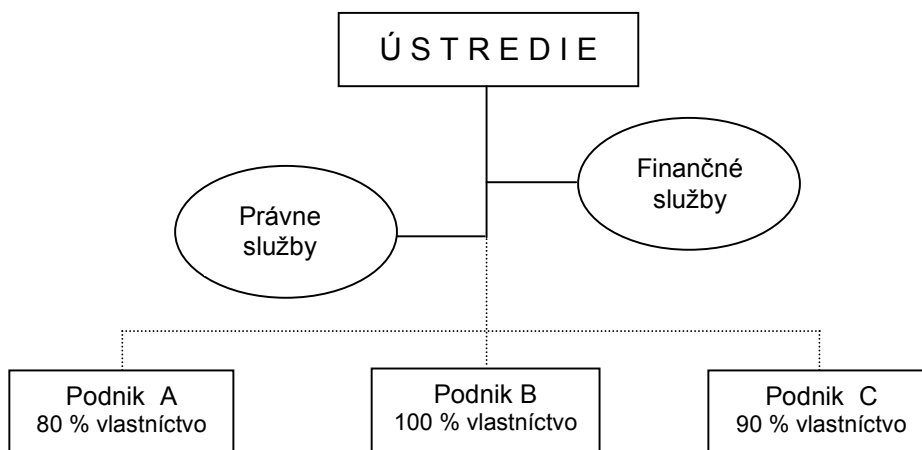 Ú S T R E D I E
Finančné
služby
Právne
služby
Podnik A
80 % vlastníctvo
Podnik B
100 % vlastníctvo
Podnik C
90 % vlastníctvo